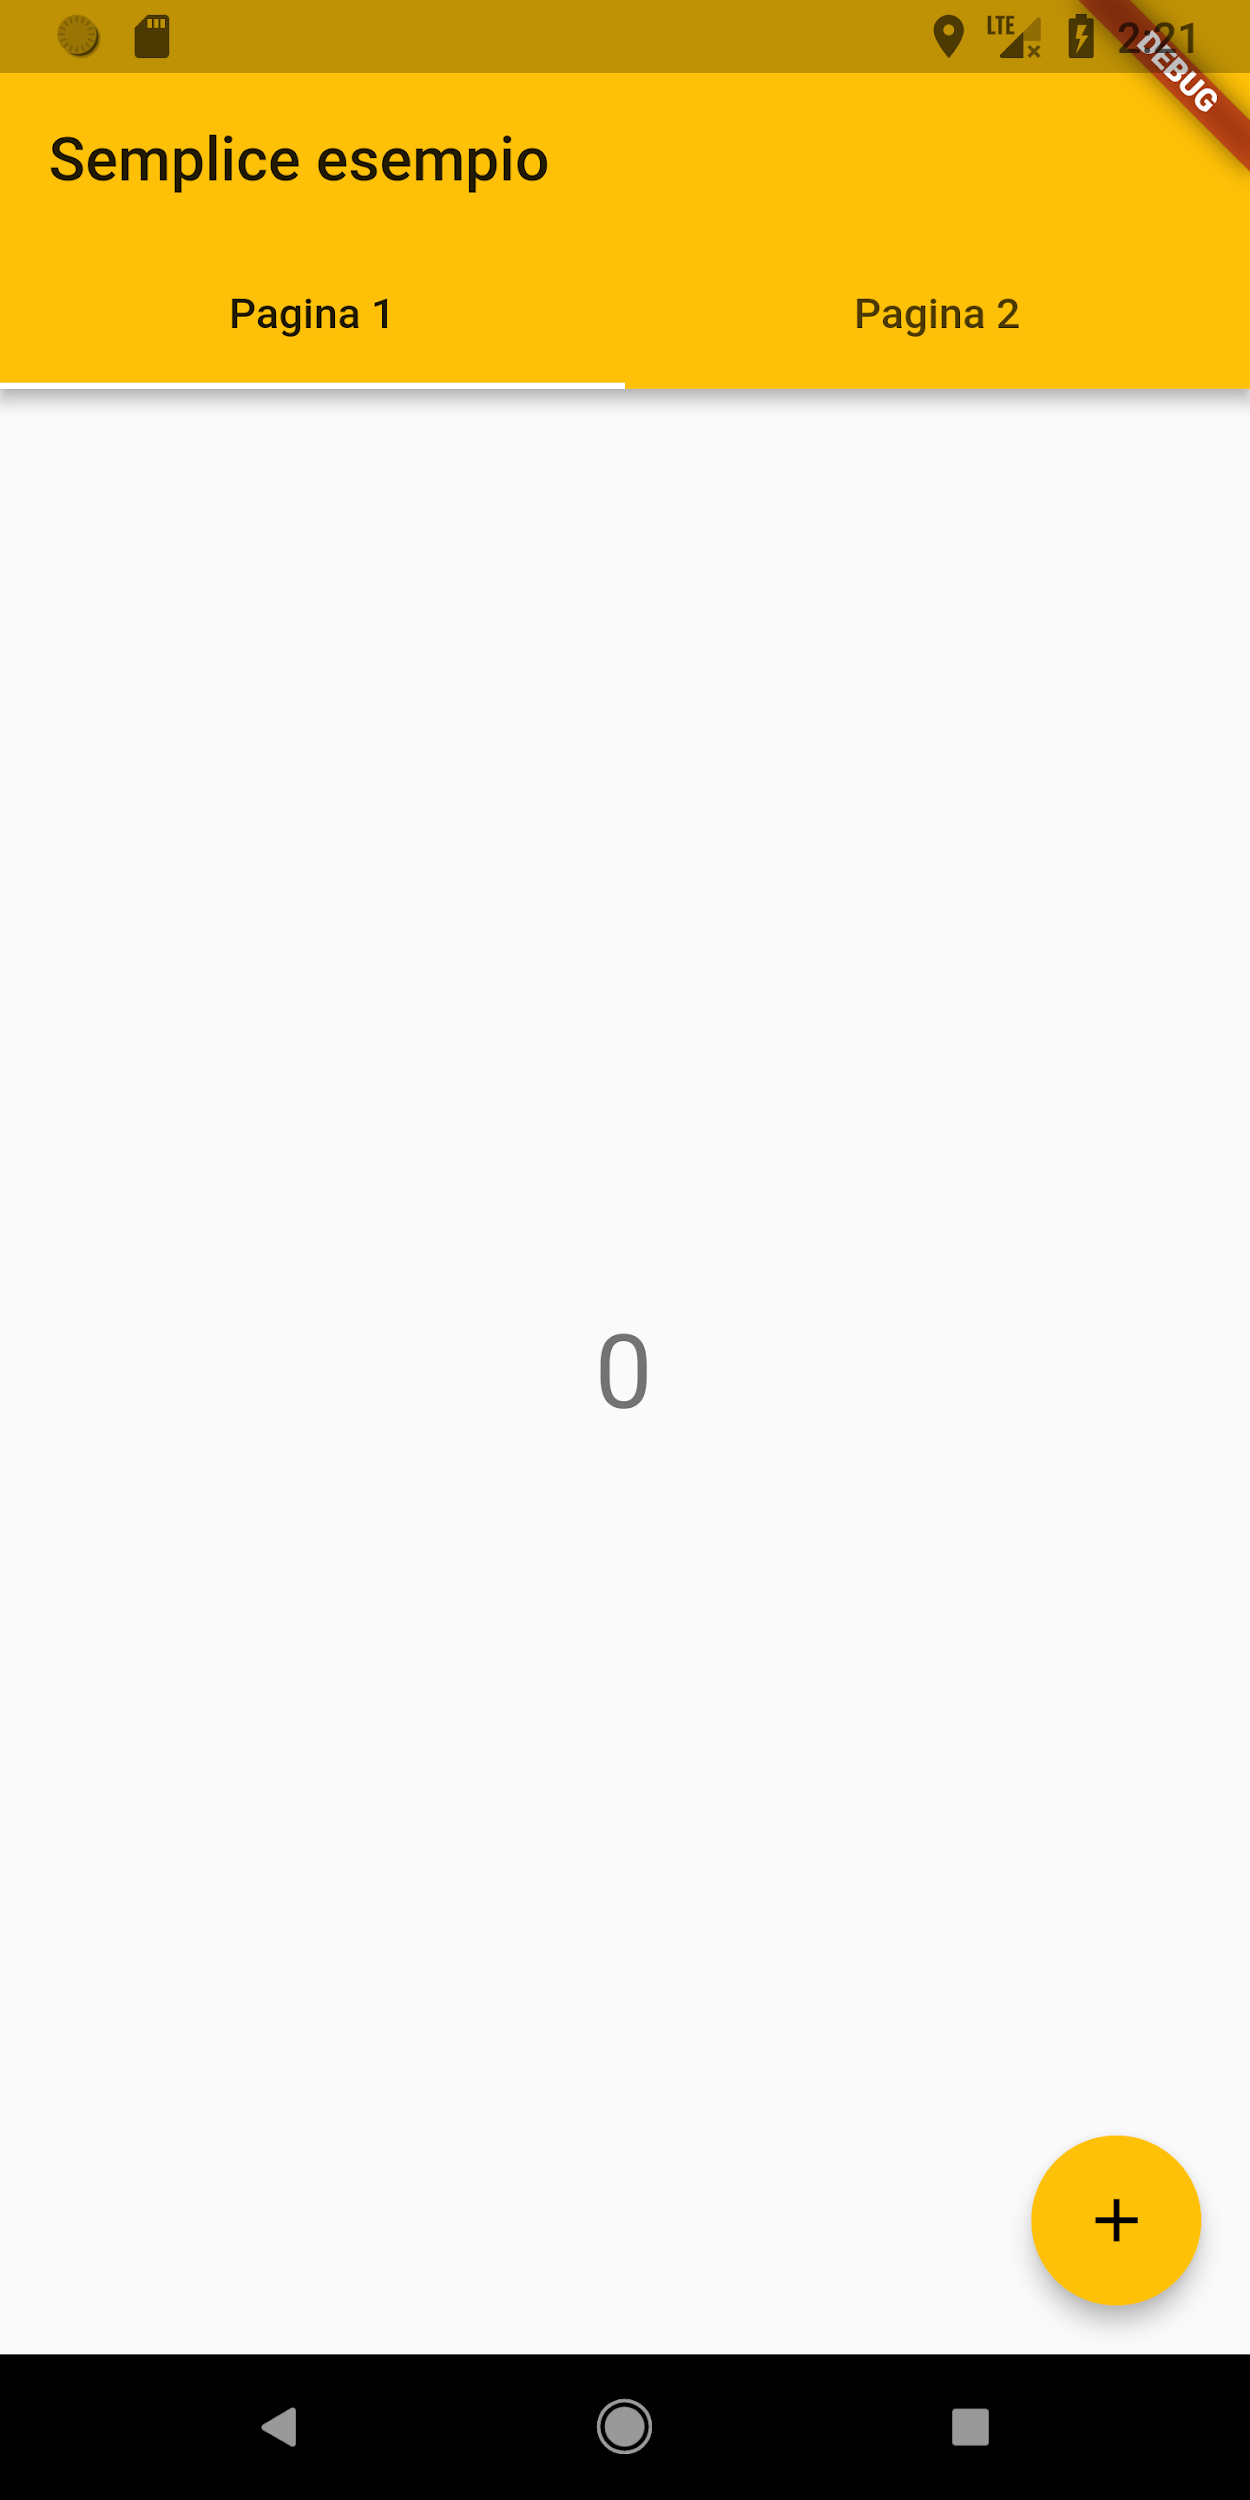 LTE 2:21
DEBUG
Semplice esempio
Pagina 1 Pagina 2
0
+